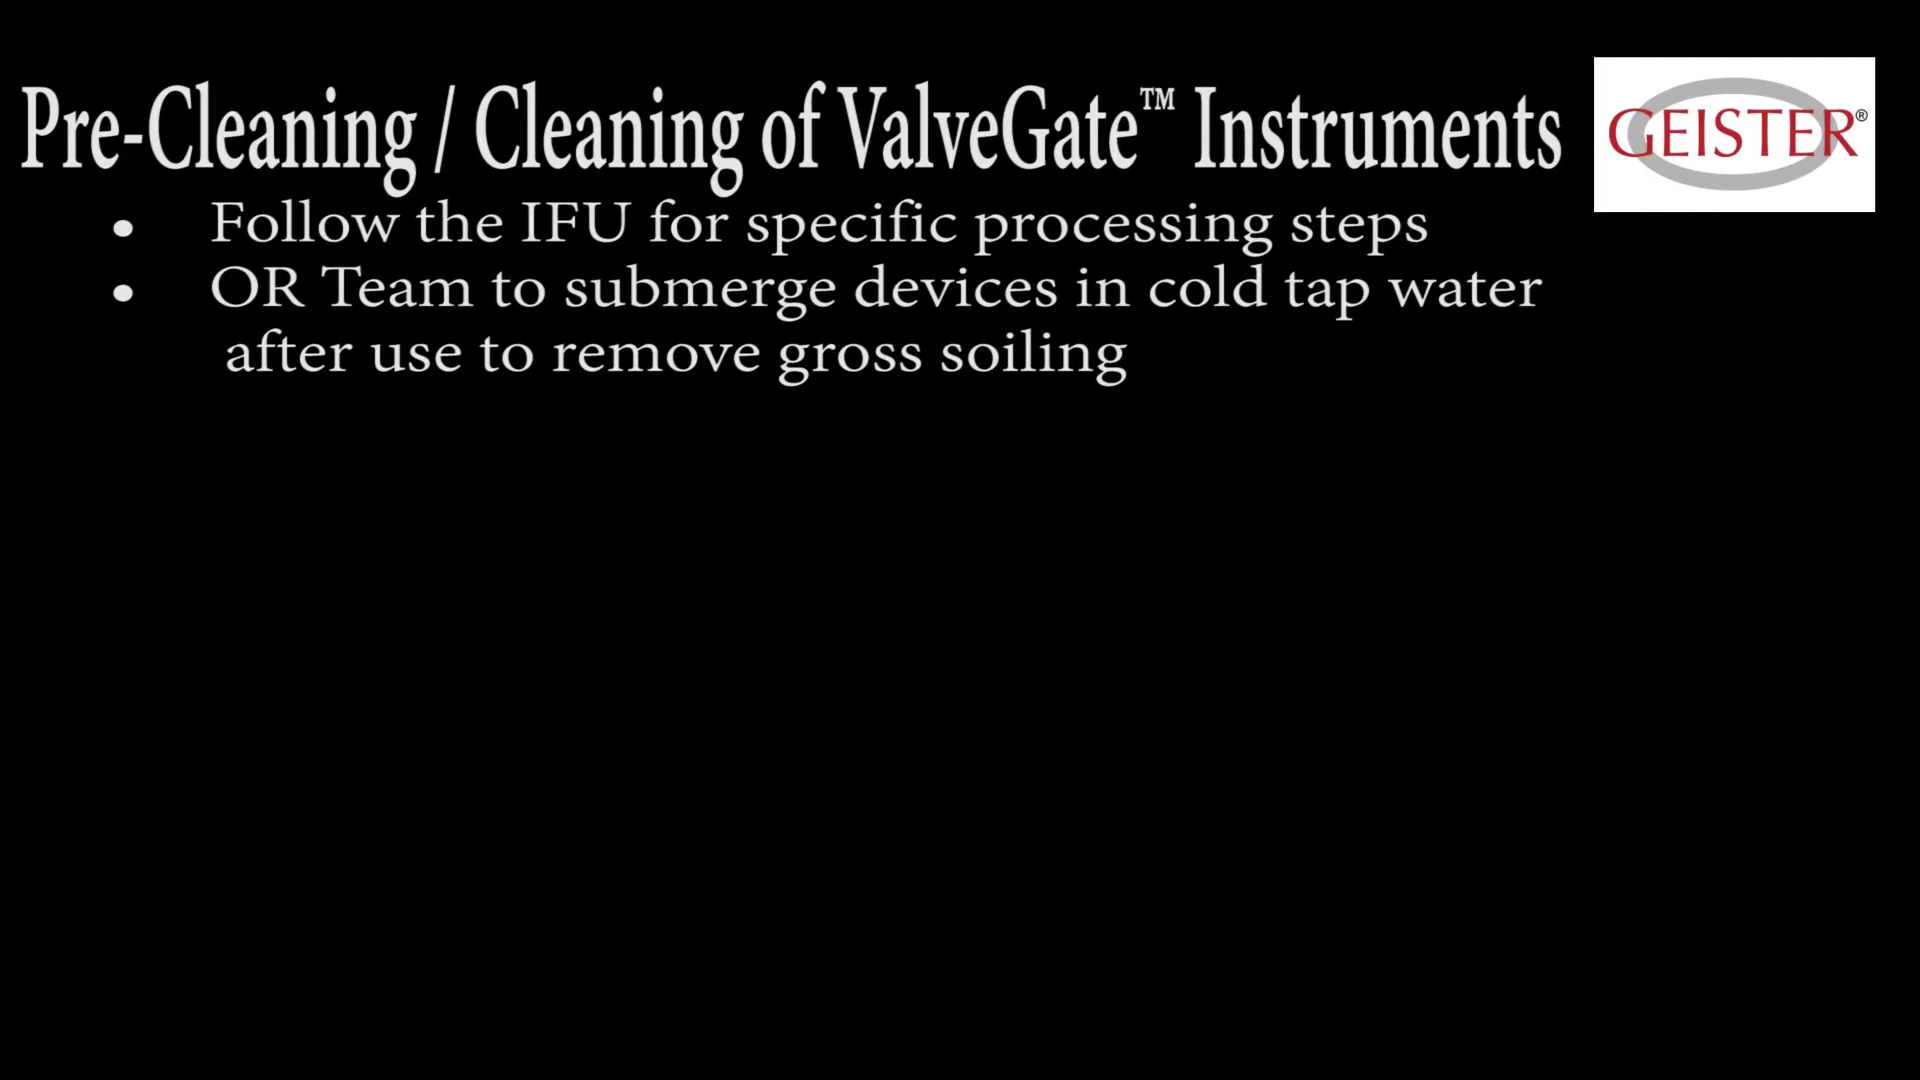 Pre-Cleaning / Cleaning of ValveGate™ Instruments
GEISTER®
• Follow the IFU for specific processing steps
• OR Team to submerge devices in cold tap water
after use to remove gross soiling